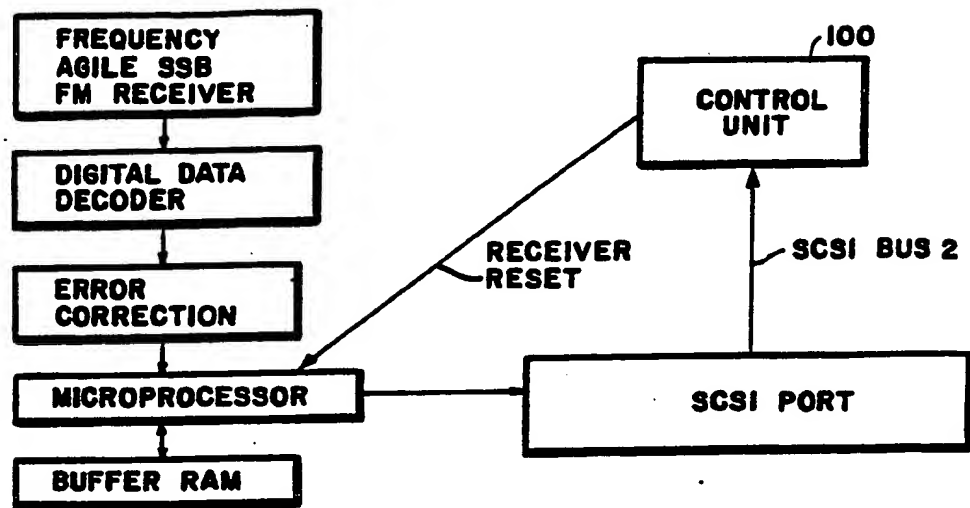 FREQUENCY
AGILE SSB
FM RECEIVER
100
CONTROL
UNIT
DIGITAL DATA
DECODER
RECEIVER
RESET
SCSI BUS 2
ERROR
CORRECTION
MICROPROCESSOR
SCSI PORT
BUFFER RAM